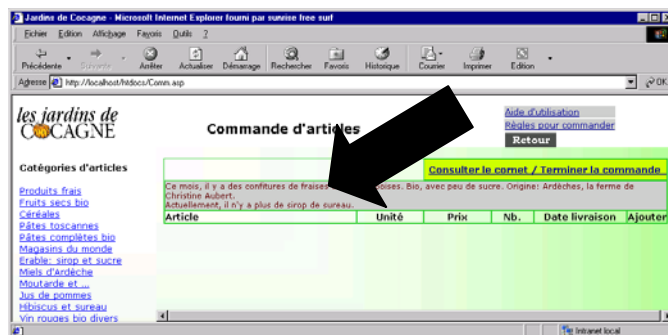 Jardins de Cocagne - Microsoft Internet Explorer fourni par sunrise free surf
Fichier Edition Affichage Favoris Outils ?
Précédente Suivante Arrêter Actualiser Démarrage Rechercher Favoris Historique Courrier Imprimer Edition
Adresse http://localhost/htdocs/Comm.asp OK
les jardins de
COCAGNE
Commande d'articles
Aide d'utilisation
Règles pour commander
Retour
Catégories d'articles
Consulter le cornet / Terminer la commande
Ce mois, il y a des confitures de fraises boises. Bio, avec peu de sucre. Origine: Ardèches, la ferme de
Christine Aubert.
Actuellement, il n'y a plus de sirop de sureau.
Article Unité Prix Nb. Date livraison Ajouter
Produits frais
Fruits secs bio
Céréales
Pâtes toscannes
Pâtes complètes bio
Magasins du monde
Erable: sirop et sucre
Miels d'Ardèche
Moutarde et ...
Jus de pommes
Hibiscus et sureau
Vin rouges bio divers
Intranet local